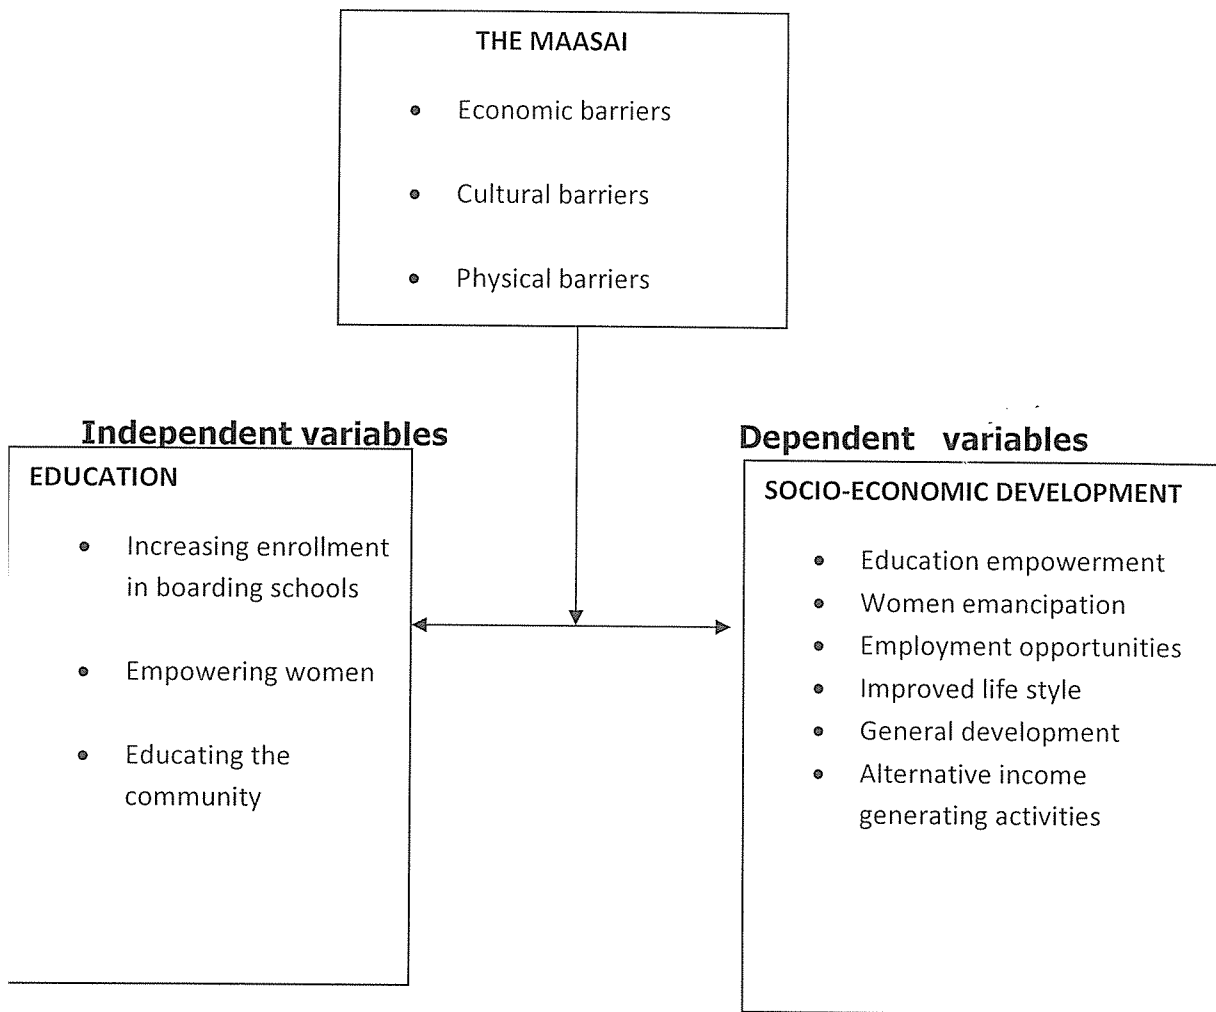 THE MAASAI
• Economic barriers
• Cultural barriers
• Physical barriers
Independent variables
EDUCATION
• Increasing enrollment
in boarding schools
• Empowering women
• Educating the
community
Dependent variables
SOCIO-ECONOMIC DEVELOPMENT
• Education empowerment
• Women emancipation
• Employment opportunities
• Improved life style
• General development
• Alternative income
generating activities